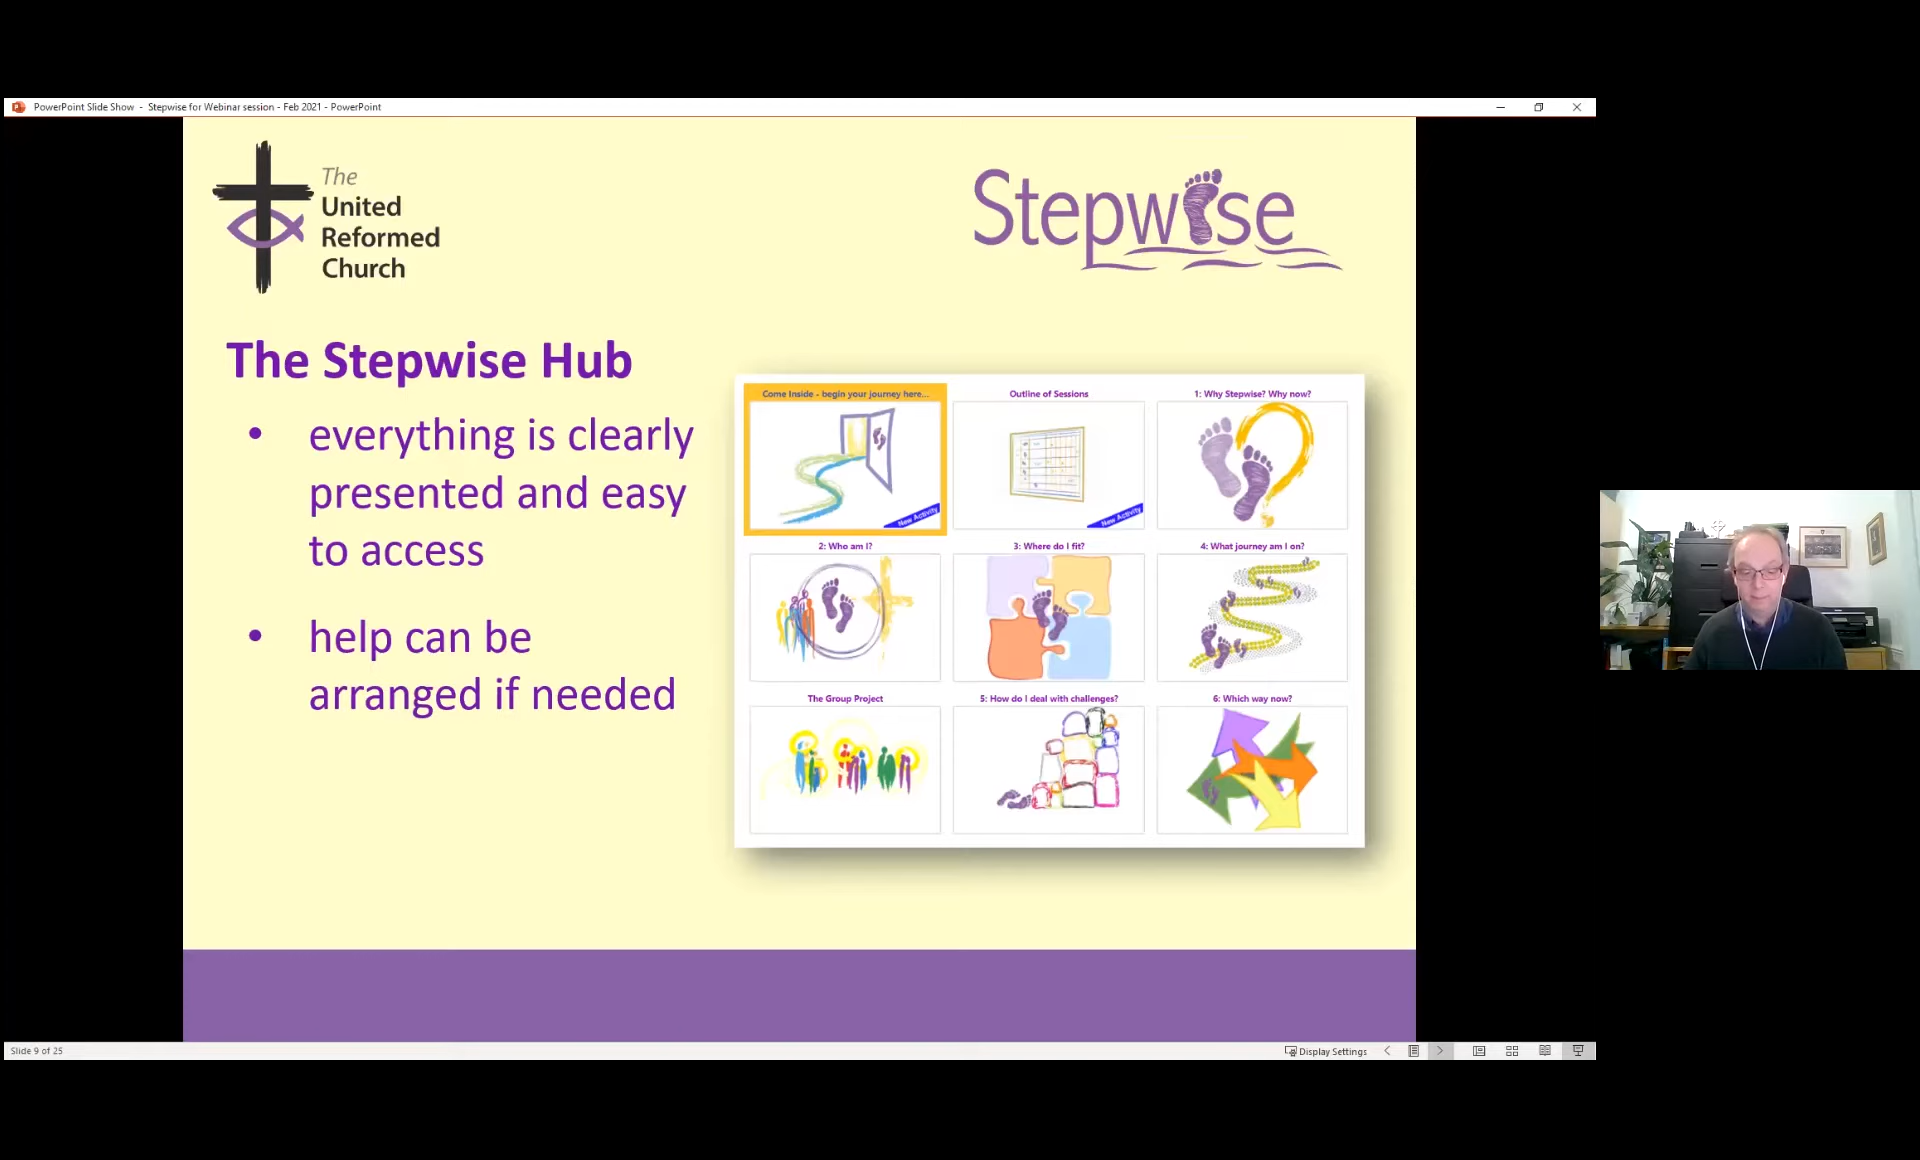 PowerPoint Slide Show - Stepwise for Webinar session - Feb 2021 - PowerPoint
The
United
Reformed
Church
Stepwise
The Stepwise Hub
• everything is clearly
presented and easy
to access
• help can be
arranged if needed
Come Inside - begin your journey here...
New Activity
Outline of Sessions
New Activity
1: Why Stepwise? Why now?
2: Who am I?
3: Where do I fit?
4: What journey am I on?
The Group Project
5: How do I deal with challenges?
6: Which way now?
Slide 9 of 25
Display Settings